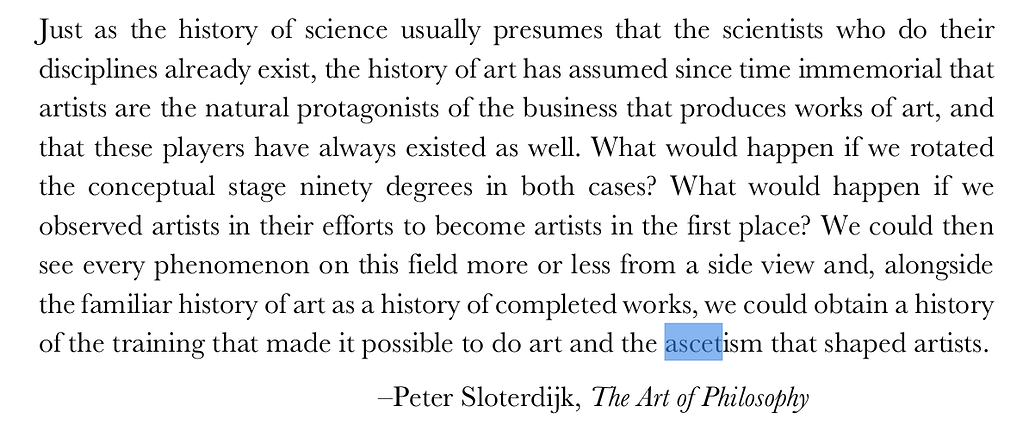 Just as the history of science usually presumes that the scientists who do their
disciplines already exist, the history of art has assumed since time immemorial that
artists are the natural protagonists of the business that produces works of art, and
that these players have always existed as well. What would happen if we rotated
the conceptual stage ninety degrees in both cases? What would happen if we
observed artists in their efforts to become artists in the first place? We could then
see every phenomenon on this field more or less from a side view and, alongside
the familiar history of art as a history of completed works, we could obtain a history
of the training that made it possible to do art and the ascetism that shaped artists.
–Peter Sloterdijk, The Art of Philosophy